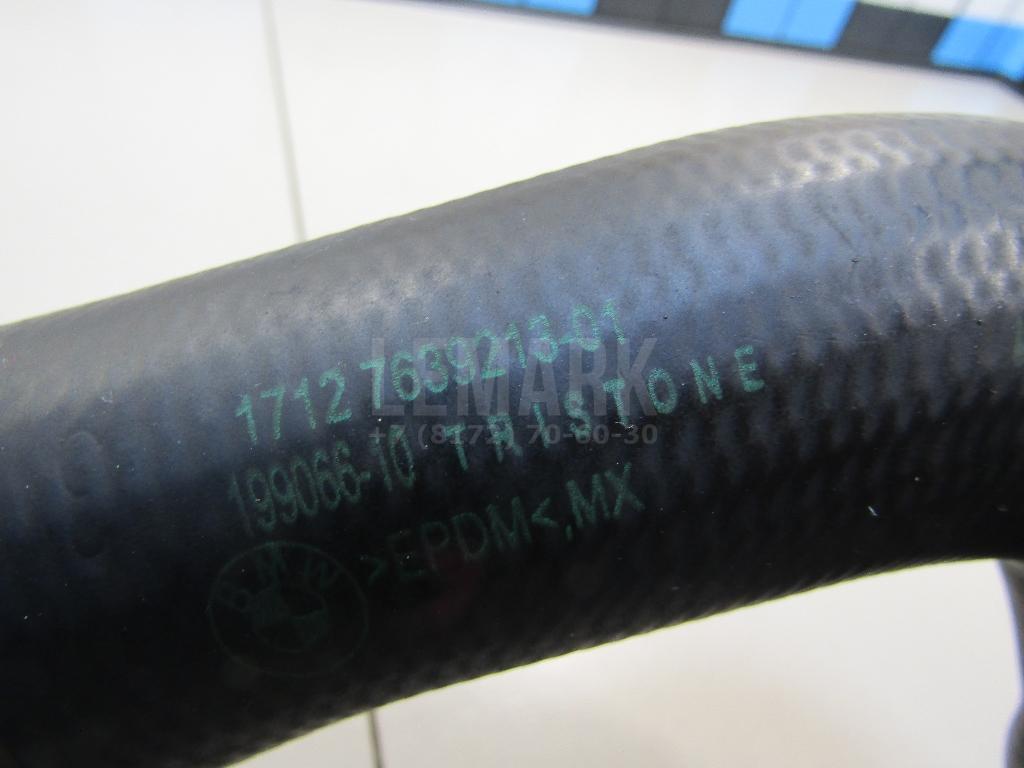 1712 7639213-01
LEMARK
199066-10 TRISTONE
+7 (8172) 70-60-30
>EPDM<,MX
BMW